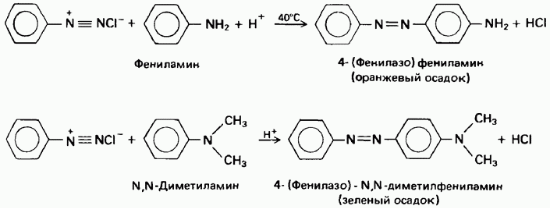 +
N≡NCl⁻ + NH₂ + H⁺ 40°C N=N NH₂ + HCl
Фениламин 4- (Фенилазо) фениламин
(оранжевый осадок)
CH₃ CH₃
+
N≡NCl⁻ + N H⁺ N=N N + HCl
CH₃ CH₃
N,N-Диметиламин 4- (Фенилазо) - N,N-диметилфениламин
(зеленый осадок)